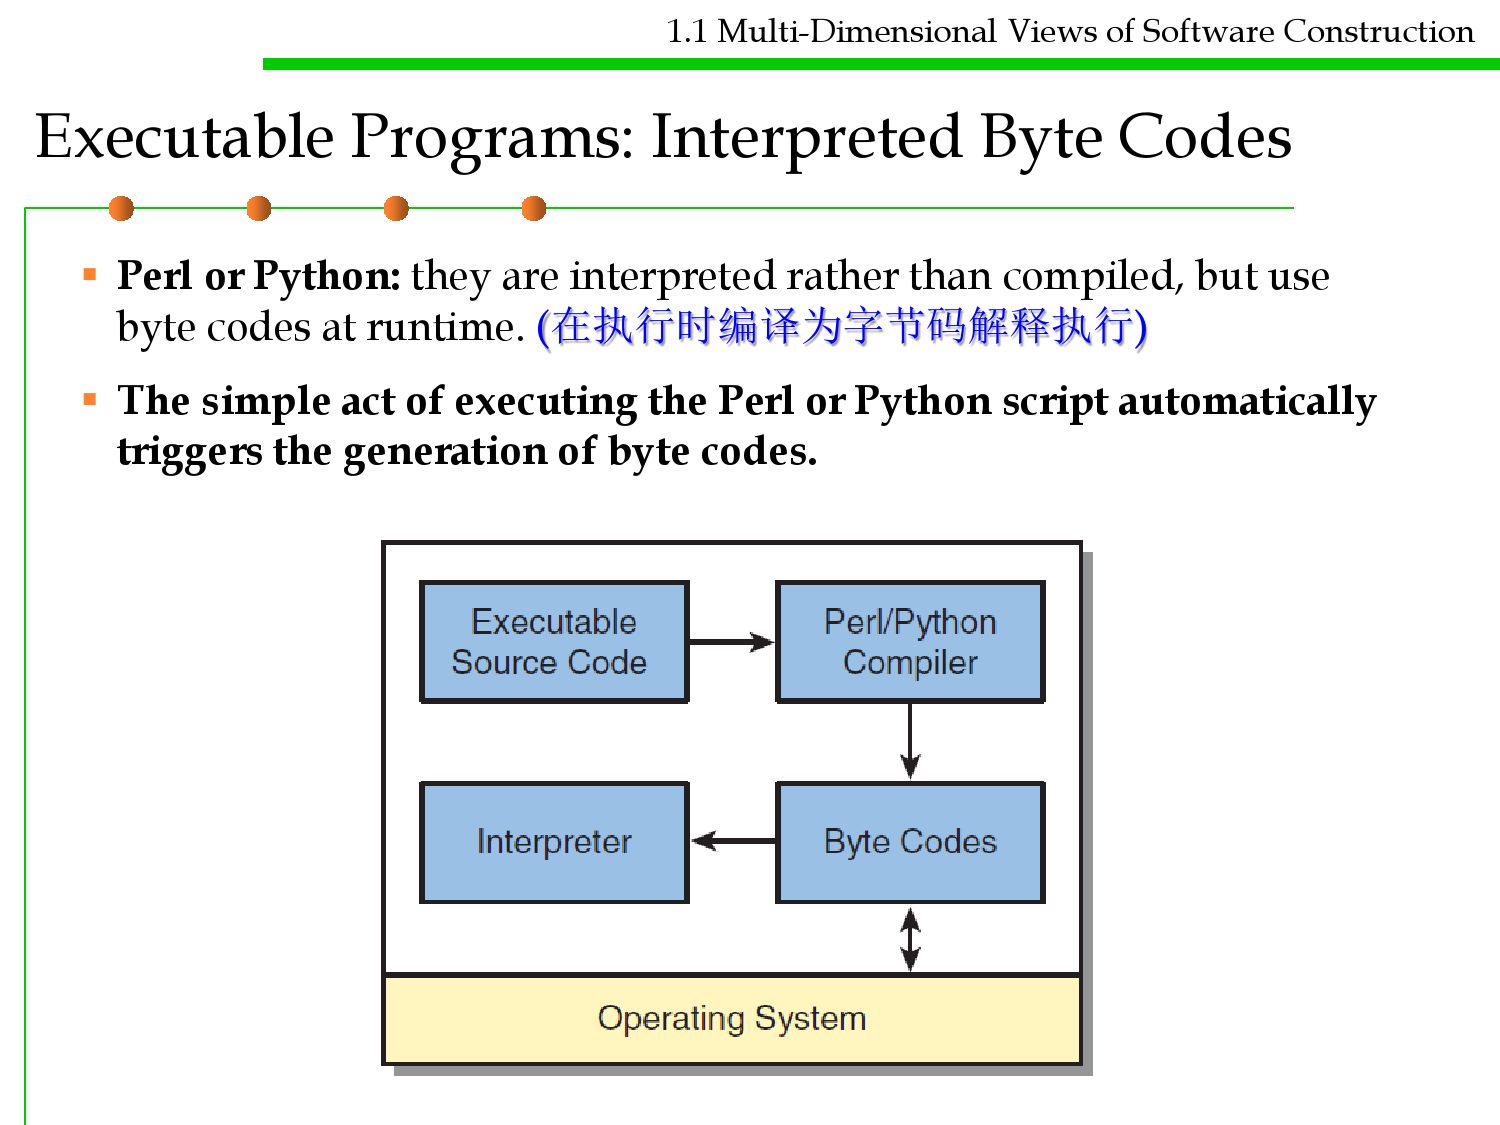 1.1 Multi-Dimensional Views of Software Construction
Executable Programs: Interpreted Byte Codes
Perl or Python: they are interpreted rather than compiled, but use
byte codes at runtime. (在执行时编译为字节码解释执行)
The simple act of executing the Perl or Python script automatically
triggers the generation of byte codes.
Executable
Source Code
Perl/Python
Compiler
Interpreter
Byte Codes
Operating System